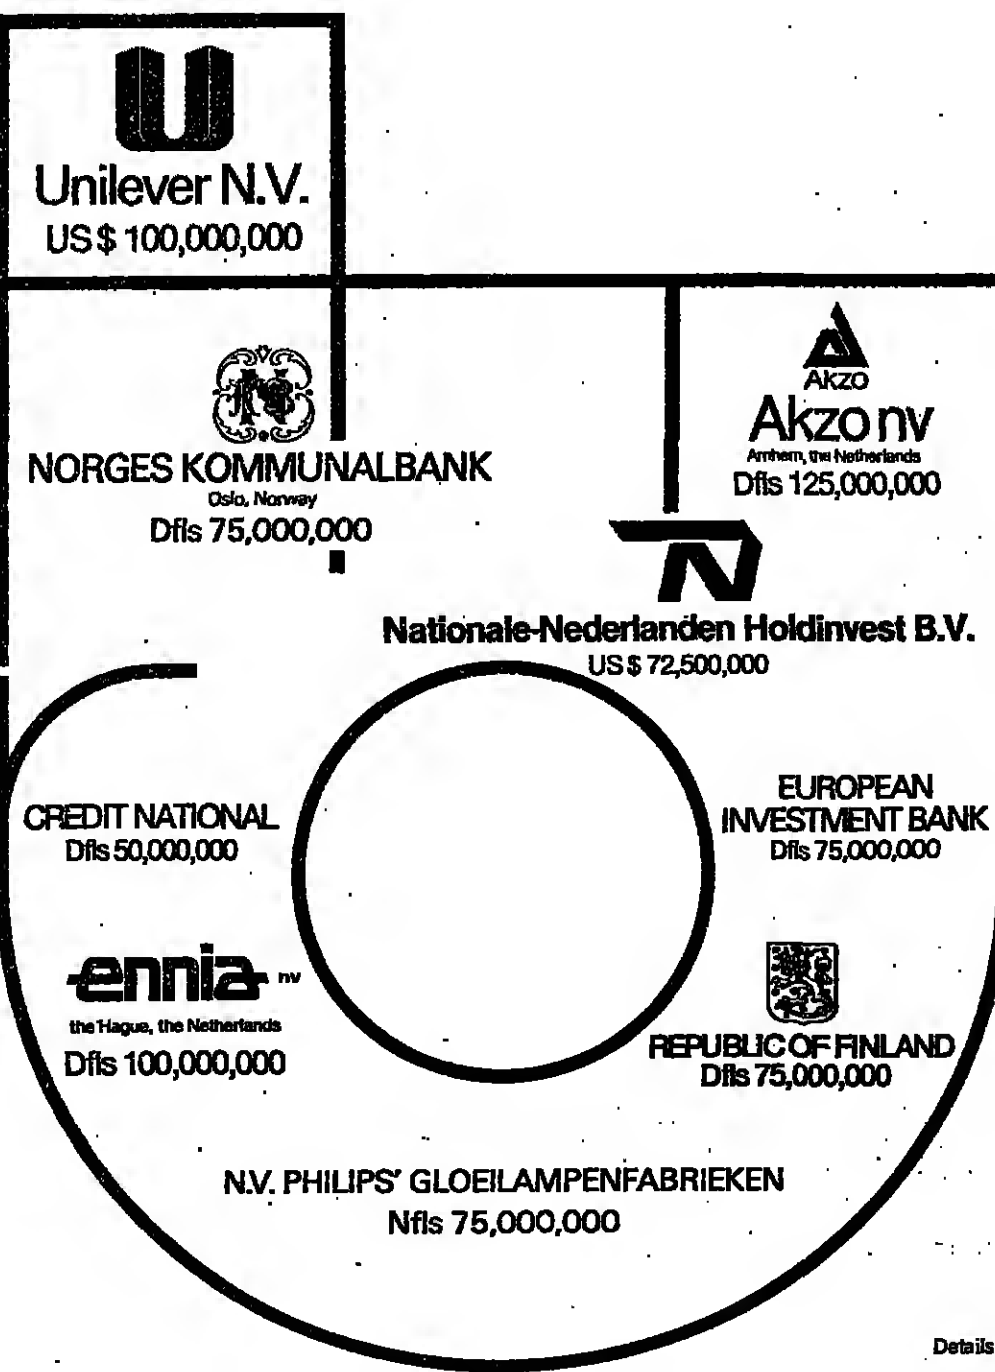 Unilever N.V.
US $ 100,000,000
NORGES KOMMUNALBANK
Oslo, Norway
Dfls 75,000,000
Akzo
Akzo nv
Arnhem, the Netherlands
Dfls 125,000,000
Nationale-Nederlanden Holdinvest B.V.
US $ 72,500,000
CREDIT NATIONAL
Dfls 50,000,000
EUROPEAN
INVESTMENT BANK
Dfls 75,000,000
ennia nv
the Hague, the Netherlands
Dfls 100,000,000
REPUBLIC OF FINLAND
Dfls 75,000,000
N.V. PHILIPS' GLOEILAMPENFABRIEKEN
Nfls 75,000,000
Details